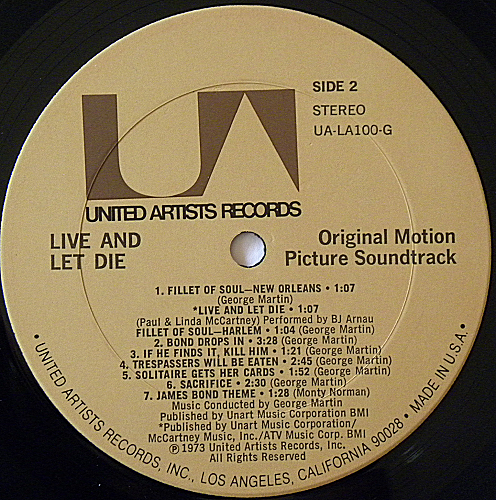 SIDE 2
STEREO
UA-LA100-G
UA
UNITED ARTISTS RECORDS
LIVE AND
LET DIE
Original Motion
Picture Soundtrack
1. FILLET OF SOUL—NEW ORLEANS • 1:07
(George Martin)
*LIVE AND LET DIE • 1:07
(Paul & Linda McCartney) Performed by BJ Arnau
FILLET OF SOUL—HARLEM • 1:04 (George Martin)
2. BOND DROPS IN • 3:28 (George Martin)
3. IF HE FINDS IT, KILL HIM • 1:21 (George Martin)
4. TRESPASSERS WILL BE EATEN • 2:45 (George Martin)
5. SOLITAIRE GETS HER CARDS • 1:52 (George Martin)
6. SACRIFICE • 2:30 (George Martin)
7. JAMES BOND THEME • 1:28 (Monty Norman)
Music Conducted by George Martin
Published by Unart Music Corporation BMI
*Published by Unart Music Corporation/
McCartney Music, Inc./ATV Music Corp. BMI
℗ 1973 United Artists Records, Inc.
All Rights Reserved
• UNITED ARTISTS RECORDS, INC., LOS ANGELES, CALIFORNIA 90028 • MADE IN U.S.A. •